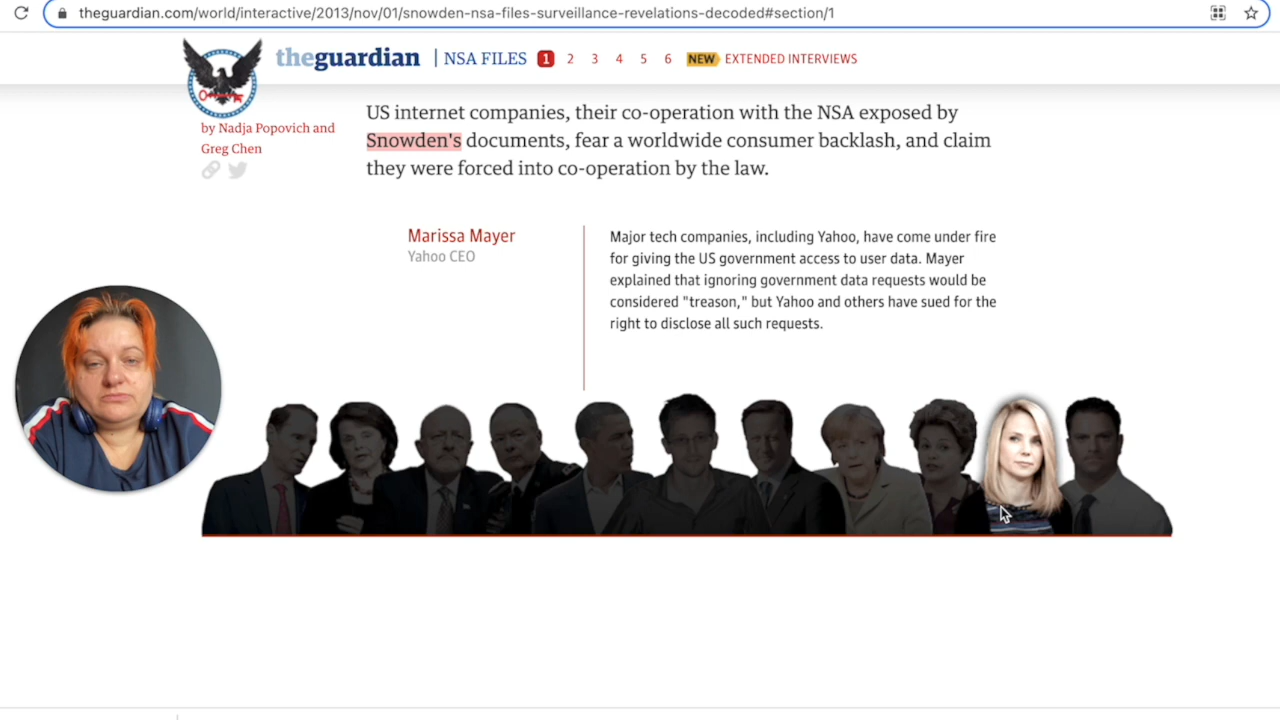 theguardian.com/world/interactive/2013/nov/01/snowden-nsa-files-surveillance-revelations-decoded#section/1
theguardian | NSA FILES 1 2 3 4 5 6 NEW EXTENDED INTERVIEWS
by Nadja Popovich and
Greg Chen
US internet companies, their co-operation with the NSA exposed by
Snowden's documents, fear a worldwide consumer backlash, and claim
they were forced into co-operation by the law.
Marissa Mayer
Yahoo CEO
Major tech companies, including Yahoo, have come under fire
for giving the US government access to user data. Mayer
explained that ignoring government data requests would be
considered "treason," but Yahoo and others have sued for the
right to disclose all such requests.